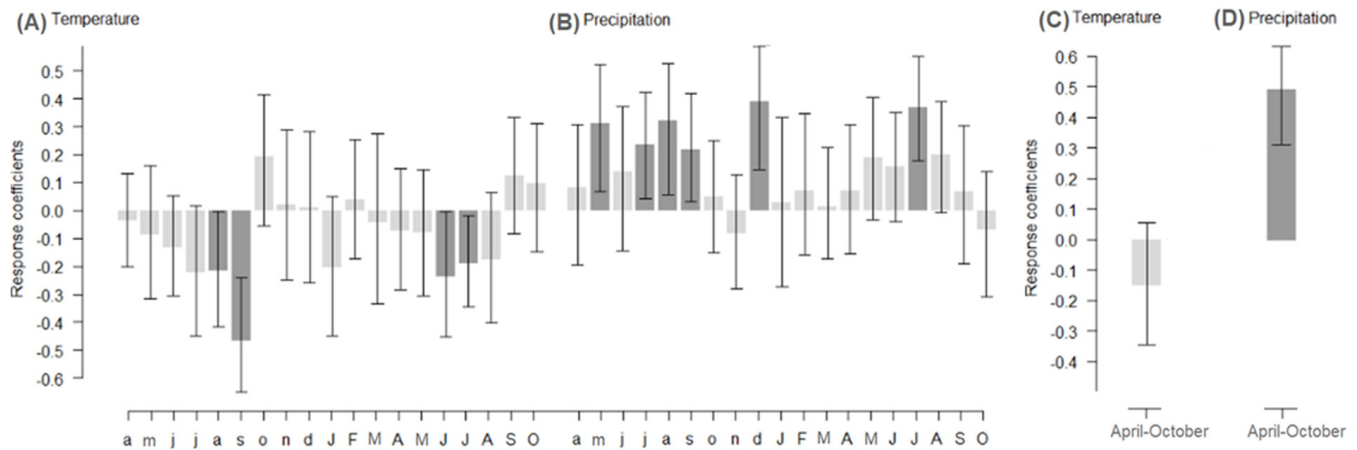 (A) Temperature
(B) Precipitation
(C) Temperature
(D) Precipitation
Response coefficients
0.5
0.4
0.3
0.2
0.1
0.0
-0.1
-0.2
-0.3
-0.4
-0.5
-0.6
a m j j a s o n d J F M A M J J A S O
a m j j a s o n d J F M A M J J A S O
Response coefficients
0.6
0.5
0.4
0.3
0.2
0.1
0.0
-0.1
-0.2
-0.3
-0.4
April-October
April-October